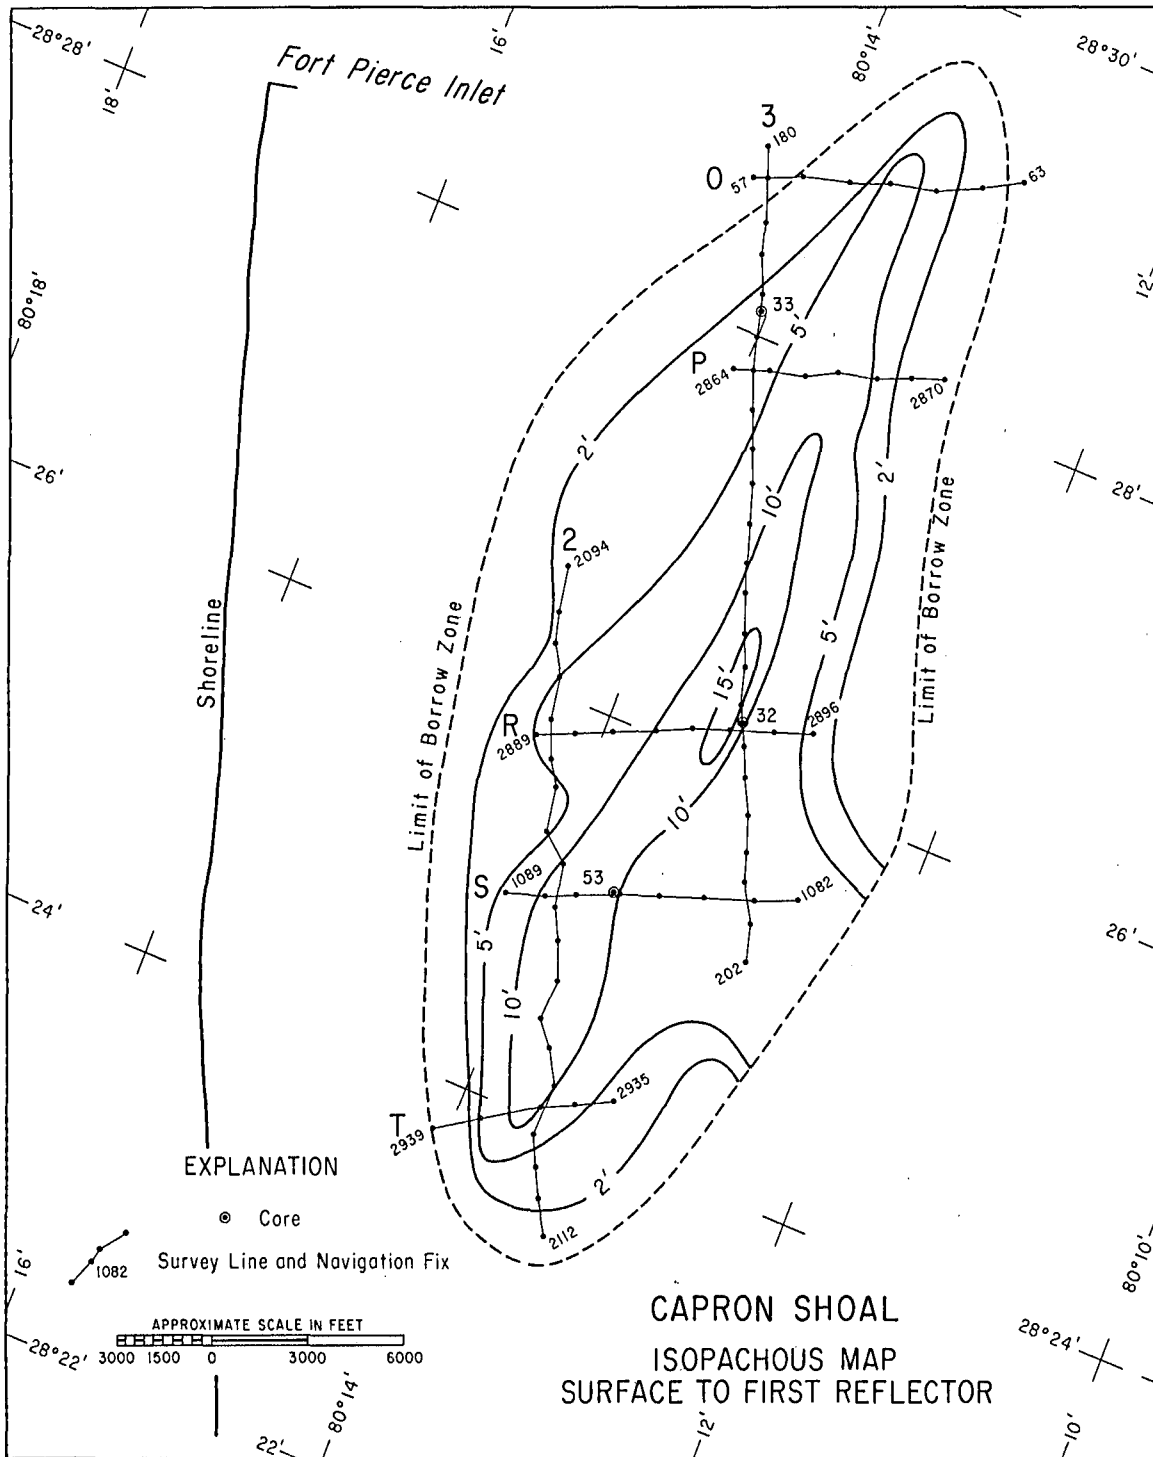 28°28'
18'
16'
80°14'
28°30'
Fort Pierce Inlet
3
180
O
57
63
12'
80°18'
33
5'
P
2864
2870
26'
2'
2'
10'
28'
2
2094
Limit of Borrow Zone
Shoreline
Limit of Borrow Zone
5'
15'
R
2889
32
2896
10'
S
1089
53
1082
24'
5'
26'
202
10'
2935
T
2939
2'
2112
EXPLANATION
Core
1082
Survey Line and Navigation Fix
16'
80°10'
APPROXIMATE SCALE IN FEET
3000 1500 0 3000 6000
28°22'
CAPRON SHOAL
ISOPACHOUS MAP
SURFACE TO FIRST REFLECTOR
28°24'
80°14'
22'
12'
10'